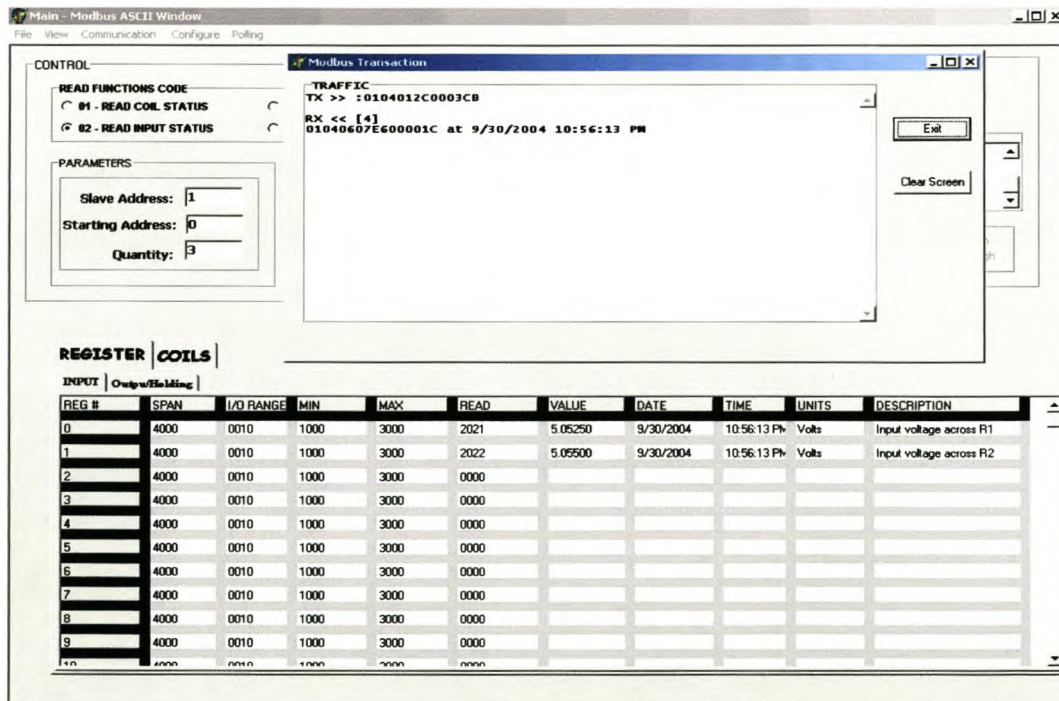 Main - Modbus ASCII Window
File View Communication Configure Polling
CONTROL
READ FUNCTIONS CODE
01 - READ COIL STATUS
02 - READ INPUT STATUS
PARAMETERS
Slave Address: 1
Starting Address: 0
Quantity: 3
Modbus Transaction
TRAFFIC
TX >> :0104012C0003CB
RX << [4]
01040607E600001C at 9/30/2004 10:56:13 PM
Exit
Clear Screen
REGISTER COILS
INPUT Outpu/Holding
REG # SPAN I/O RANGE MIN MAX READ VALUE DATE TIME UNITS DESCRIPTION
0 4000 0010 1000 3000 2021 5.05250 9/30/2004 10:56:13 PM Volts Input voltage across R1
1 4000 0010 1000 3000 2022 5.05500 9/30/2004 10:56:13 PM Volts Input voltage across R2
2 4000 0010 1000 3000 0000
3 4000 0010 1000 3000 0000
4 4000 0010 1000 3000 0000
5 4000 0010 1000 3000 0000
6 4000 0010 1000 3000 0000
7 4000 0010 1000 3000 0000
8 4000 0010 1000 3000 0000
9 4000 0010 1000 3000 0000
10 4000 0010 1000 3000 0000